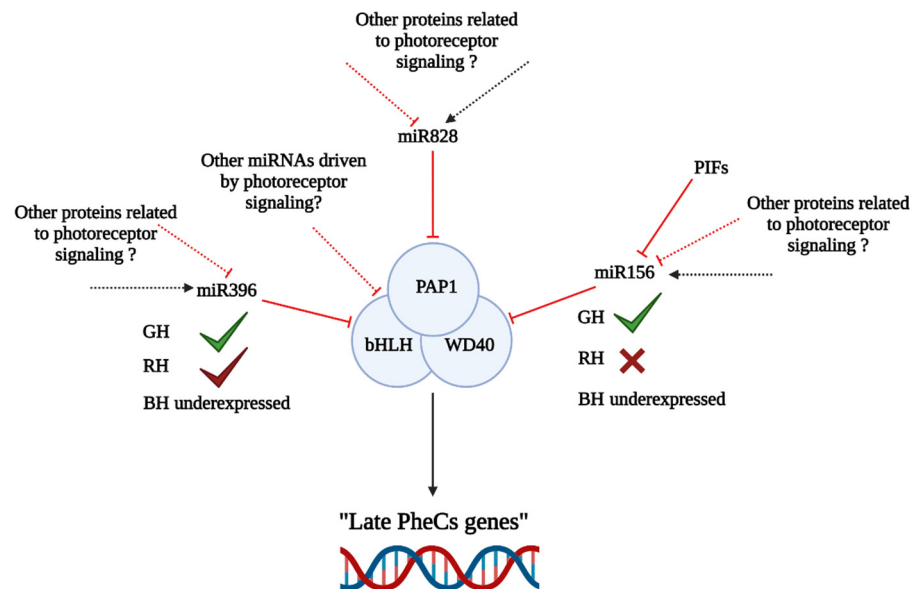 Other proteins related
to photoreceptor
signaling ?
miR828
Other miRNAs driven
by photoreceptor
signaling?
PIFs
Other proteins related
to photoreceptor
signaling ?
Other proteins related
to photoreceptor
signaling ?
miR396
miR156
PAP1
bHLH
WD40
GH
RH
BH underexpressed
GH
RH
BH underexpressed
"Late PheCs genes"